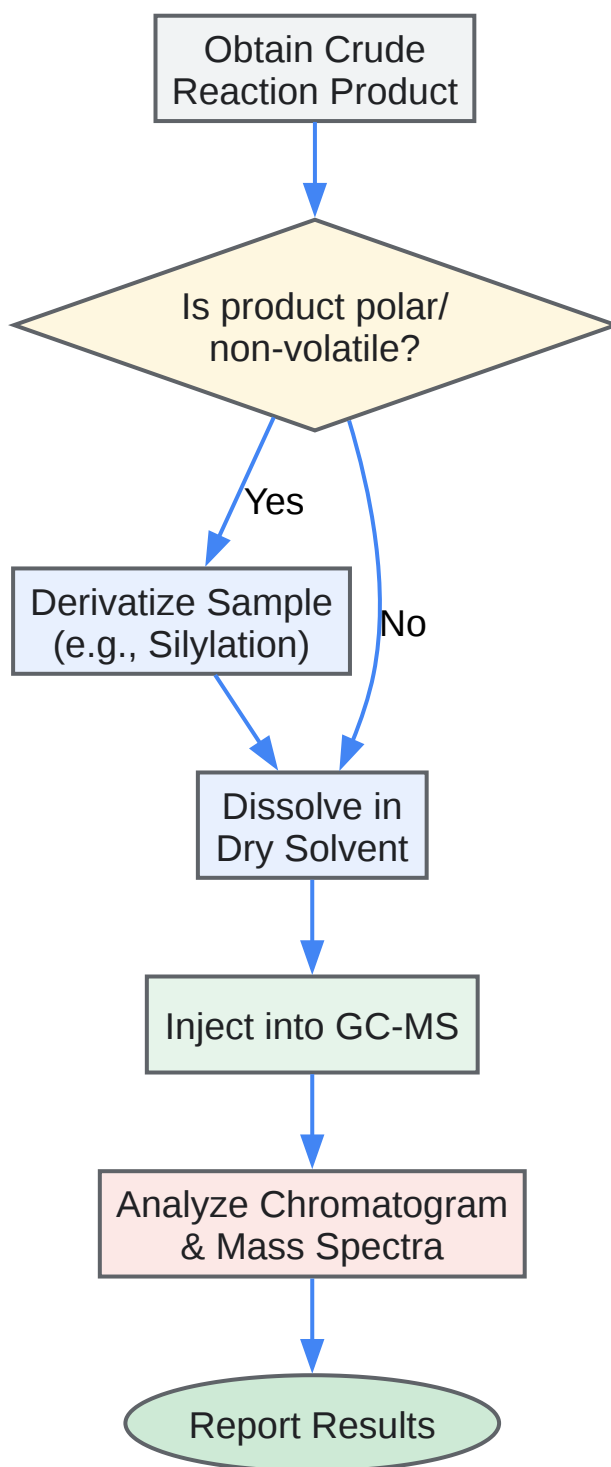 Obtain Crude
Reaction Product
Is product polar/
non-volatile?
Yes
Derivatize Sample
(e.g., Silylation)
No
Dissolve in
Dry Solvent
Inject into GC-MS
Analyze Chromatogram
& Mass Spectra
Report Results